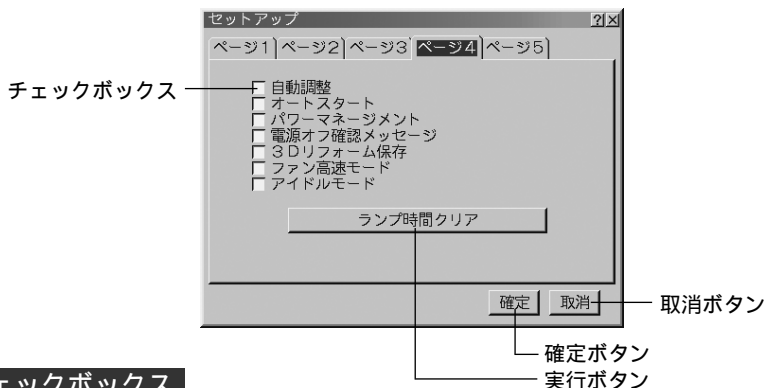 セットアップ
ページ1 ページ2 ページ3 ページ4 ページ5
チェックボックス
自動調整
オートスタート
パワーマネージメント
電源オフ確認メッセージ
3Dリフォーム保存
ファン高速モード
アイドルモード
ランプ時間クリア
確定 取消
取消ボタン
確定ボタン
実行ボタン
ェックボックス